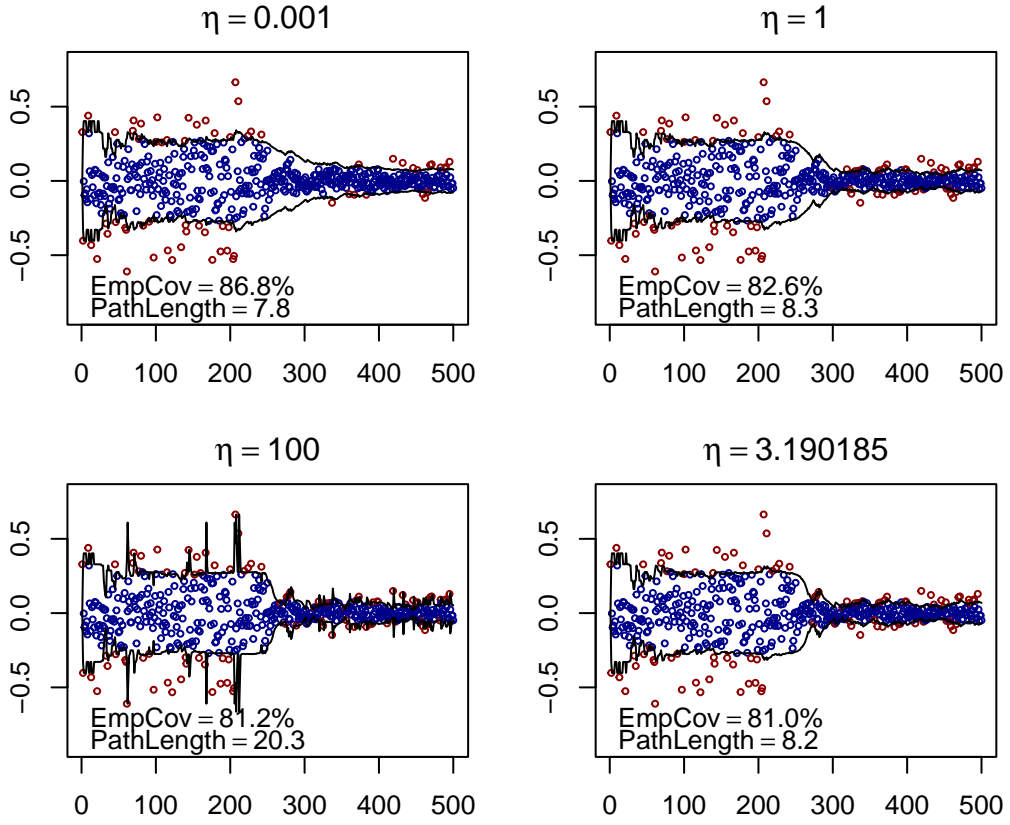 η = 0.001
0.5
0.0
−0.5
EmpCov = 86.8%
PathLength = 7.8
0 100 200 300 400 500
η = 1
0.5
0.0
−0.5
EmpCov = 82.6%
PathLength = 8.3
0 100 200 300 400 500
η = 100
0.5
0.0
−0.5
EmpCov = 81.2%
PathLength = 20.3
0 100 200 300 400 500
η = 3.190185
0.5
0.0
−0.5
EmpCov = 81.0%
PathLength = 8.2
0 100 200 300 400 500